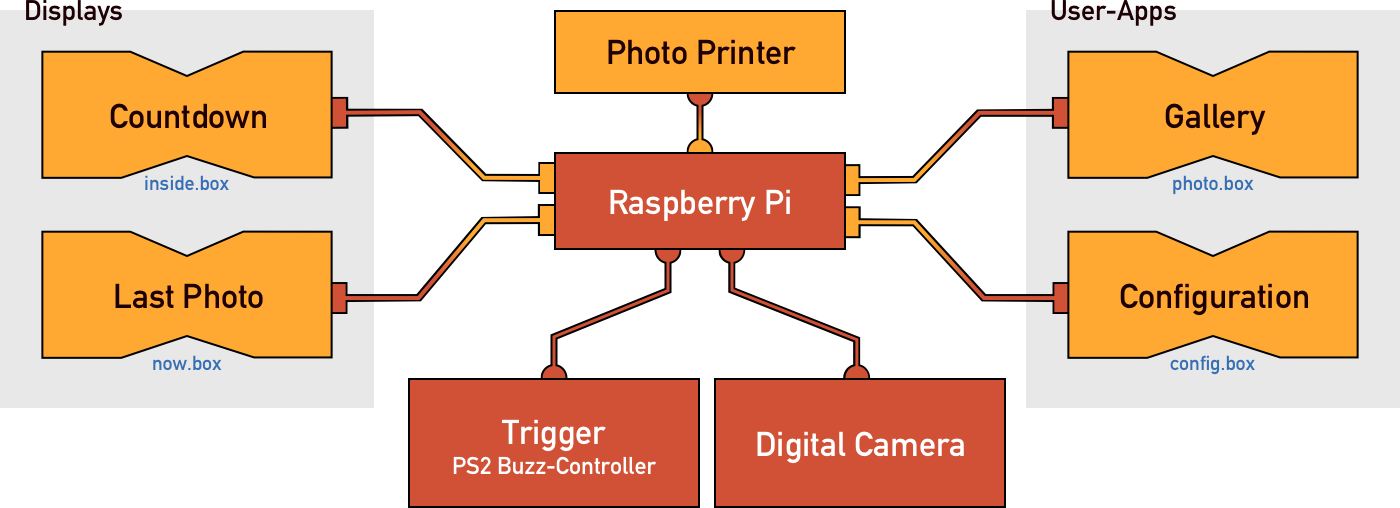 Displays
Countdown
inside.box
Last Photo
now.box
Photo Printer
Raspberry Pi
Trigger
PS2 Buzz-Controller
Digital Camera
User-Apps
Gallery
photo.box
Configuration
config.box